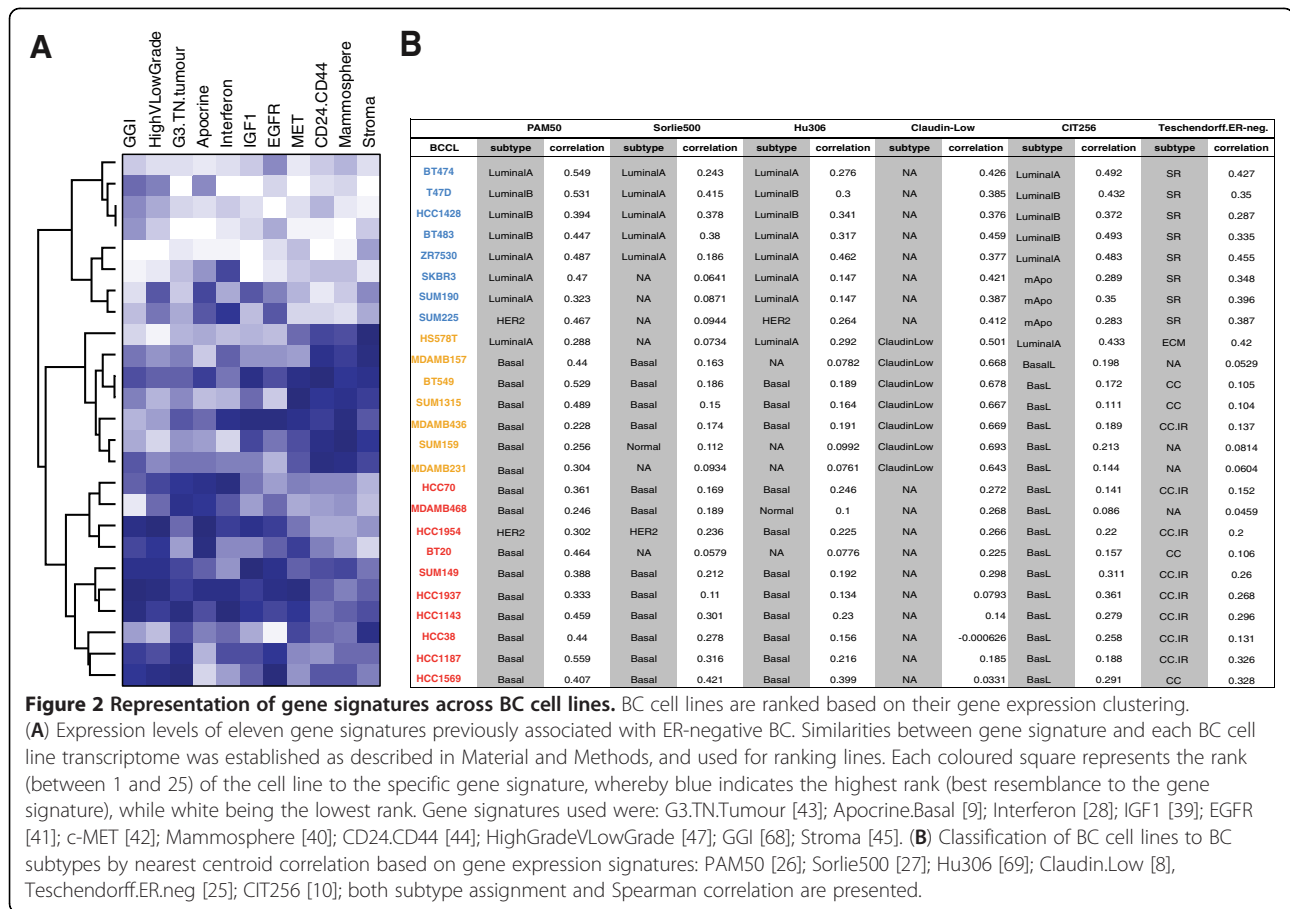 A
B
GGI
HighVLowGrade
G3.TN.tumour
Apocrine
Interferon
IGF1
EGFR
MET
CD24.CD44
Mammosphere
Stroma
PAM50 Sorlie500 Hu306 Claudin-Low CIT256 Teschendorff.ER-neg.
BCCL subtype correlation subtype correlation subtype correlation subtype correlation subtype correlation subtype correlation
BT474 LuminalA 0.549 LuminalA 0.243 LuminalA 0.276 NA 0.426 LuminalA 0.492 SR 0.427
T47D LuminalB 0.531 LuminalA 0.415 LuminalB 0.3 NA 0.385 LuminalB 0.432 SR 0.35
HCC1428 LuminalB 0.394 LuminalA 0.378 LuminalB 0.341 NA 0.376 LuminalB 0.372 SR 0.287
BT483 LuminalB 0.447 LuminalA 0.38 LuminalA 0.317 NA 0.459 LuminalB 0.493 SR 0.335
ZR7530 LuminalA 0.487 LuminalA 0.186 LuminalA 0.462 NA 0.377 LuminalA 0.483 SR 0.455
SKBR3 LuminalA 0.47 NA 0.0641 LuminalA 0.147 NA 0.421 mApo 0.289 SR 0.348
SUM190 LuminalA 0.323 NA 0.0871 LuminalA 0.147 NA 0.387 mApo 0.35 SR 0.396
SUM225 HER2 0.467 NA 0.0944 HER2 0.264 NA 0.412 mApo 0.283 SR 0.387
HS578T LuminalA 0.288 NA 0.0734 LuminalA 0.292 ClaudinLow 0.501 LuminalA 0.433 ECM 0.42
MDAMB157 Basal 0.44 Basal 0.163 NA 0.0782 ClaudinLow 0.668 BasalL 0.198 NA 0.0529
BT549 Basal 0.529 Basal 0.186 Basal 0.189 ClaudinLow 0.678 BasL 0.172 CC 0.105
SUM1315 Basal 0.489 Basal 0.15 Basal 0.164 ClaudinLow 0.667 BasL 0.111 CC 0.104
MDAMB436 Basal 0.228 Basal 0.174 Basal 0.191 ClaudinLow 0.669 BasL 0.189 CC.IR 0.137
SUM159 Basal 0.256 Normal 0.112 NA 0.0992 ClaudinLow 0.693 BasL 0.213 NA 0.0814
MDAMB231 Basal 0.304 NA 0.0934 NA 0.0761 ClaudinLow 0.643 BasL 0.144 NA 0.0604
HCC70 Basal 0.361 Basal 0.169 Basal 0.246 NA 0.272 BasL 0.141 CC.IR 0.152
MDAMB468 Basal 0.246 Basal 0.189 Normal 0.1 NA 0.268 BasL 0.086 NA 0.0459
HCC1954 HER2 0.302 HER2 0.236 Basal 0.225 NA 0.266 BasL 0.22 CC.IR 0.2
BT20 Basal 0.464 NA 0.0579 NA 0.0776 NA 0.225 BasL 0.157 CC 0.106
SUM149 Basal 0.388 Basal 0.212 Basal 0.192 NA 0.298 BasL 0.311 CC.IR 0.26
HCC1937 Basal 0.333 Basal 0.11 Basal 0.134 NA 0.0793 BasL 0.361 CC.IR 0.268
HCC1143 Basal 0.459 Basal 0.301 Basal 0.23 NA 0.14 BasL 0.279 CC.IR 0.296
HCC38 Basal 0.44 Basal 0.278 Basal 0.156 NA -0.000626 BasL 0.258 CC.IR 0.131
HCC1187 Basal 0.559 Basal 0.316 Basal 0.216 NA 0.185 BasL 0.188 CC.IR 0.326
HCC1569 Basal 0.407 Basal 0.421 Basal 0.399 NA 0.0331 BasL 0.291 CC 0.328
Figure 2 Representation of gene signatures across BC cell lines. BC cell lines are ranked based on their gene expression clustering.
(A) Expression levels of eleven gene signatures previously associated with ER-negative BC. Similarities between gene signature and each BC cell
line transcriptome was established as described in Material and Methods, and used for ranking lines. Each coloured square represents the rank
(between 1 and 25) of the cell line to the specific gene signature, whereby blue indicates the highest rank (best resemblance to the gene
signature), while white being the lowest rank. Gene signatures used were: G3.TN.Tumour [43]; Apocrine.Basal [9]; Interferon [28]; IGF1 [39]; EGFR
[41]; c-MET [42]; Mammosphere [40]; CD24.CD44 [44]; HighGradeVLowGrade [47]; GGI [68]; Stroma [45]. (B) Classification of BC cell lines to BC
subtypes by nearest centroid correlation based on gene expression signatures: PAM50 [26]; Sorlie500 [27]; Hu306 [69]; Claudin.Low [8],
Teschendorff.ER.neg [25]; CIT256 [10]; both subtype assignment and Spearman correlation are presented.